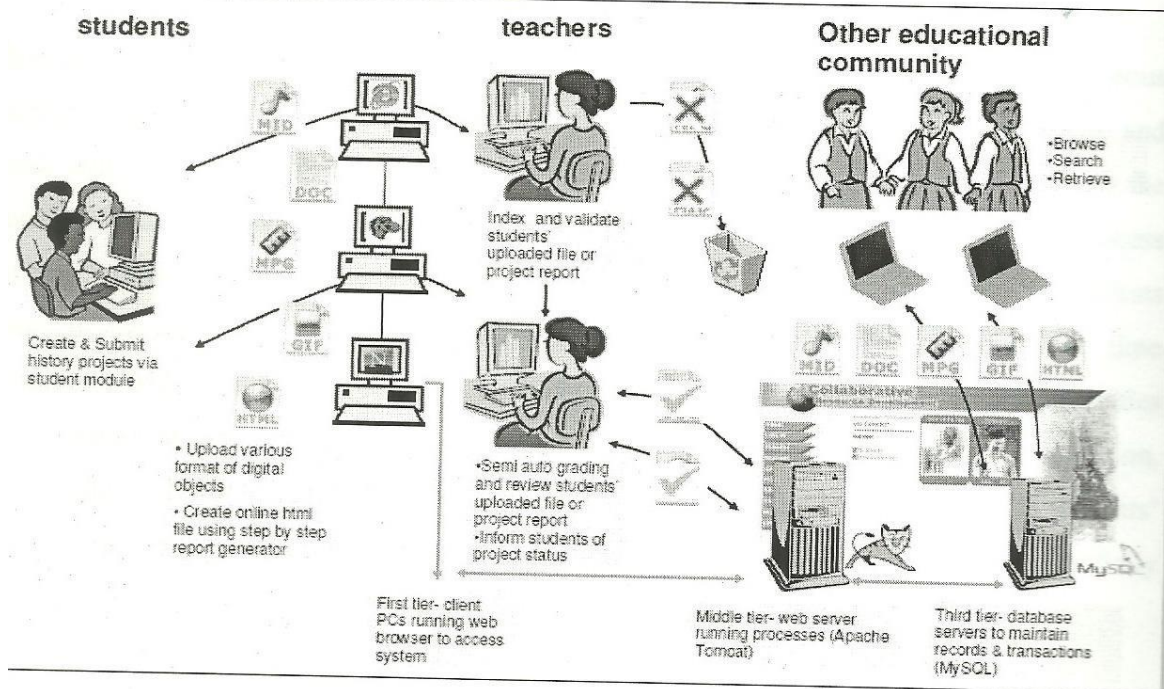 students
teachers
Other educational
community
MID
DOC
MPG
GIF
HTML
•Browse
•Search
•Retrieve
Create & Submit
history projects via
student module
Index and validate
students'
uploaded file or
project report
• Upload various
format of digital
objects
• Create online html
file using step by step
report generator
•Semi auto grading
and review students'
uploaded file or
project report
•Inform students of
project status
MID
DOC
MPG
GIF
HTML
Collaborative
MySQL
First tier- client
PCs running web
browser to access
system
Middle tier- web server
running processes (Apache
Tomcat)
Third tier- database
servers to maintain
records & transactions
(MySQL)